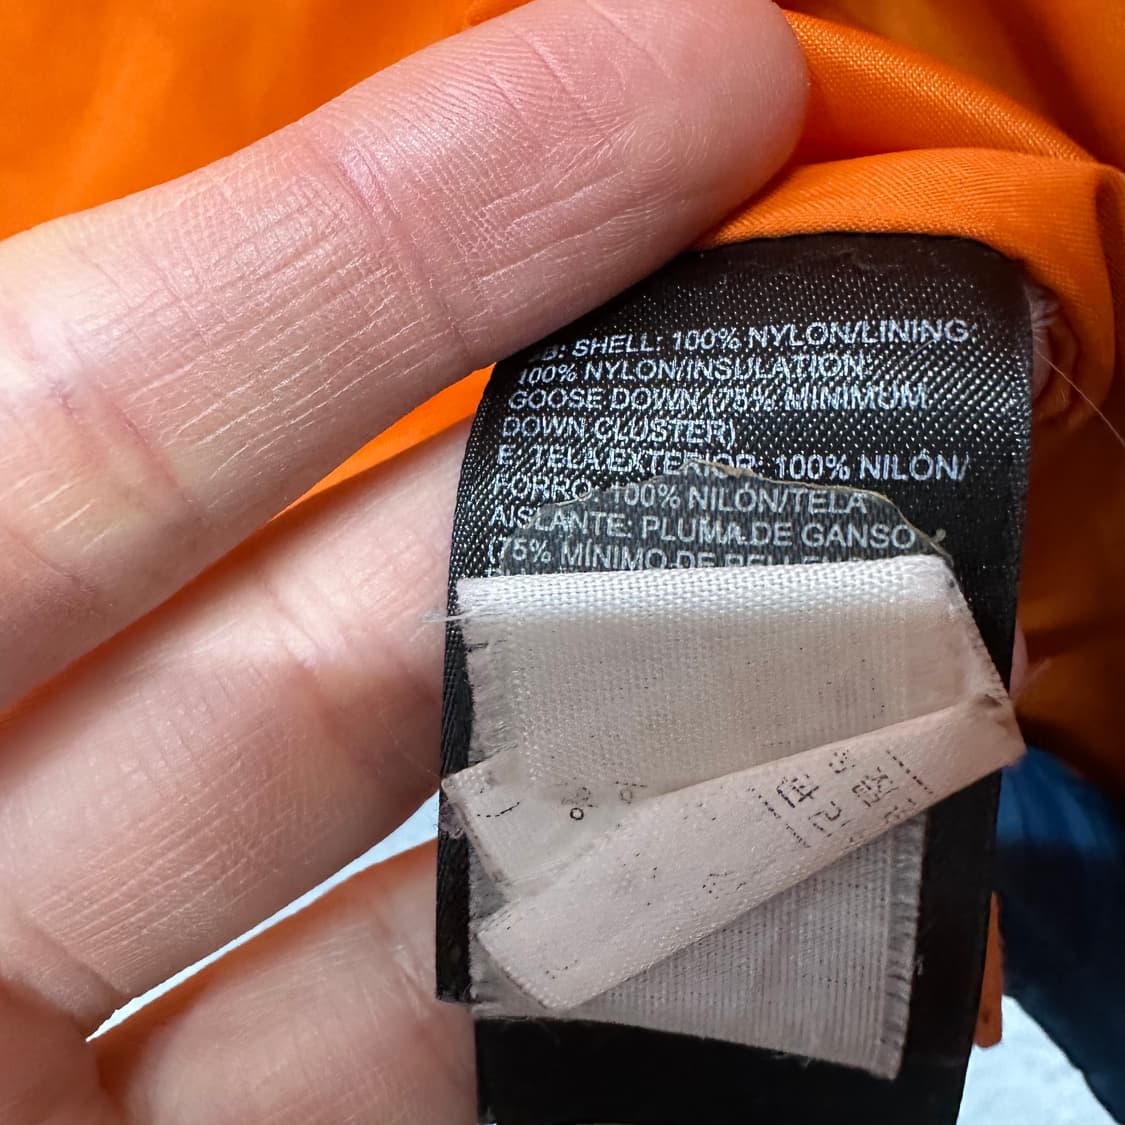 SHELL: 100% NYLON/LINING:
100% NYLON/INSULATION:
GOOSE DOWN (75% MINIMUM
DOWN CLUSTER)
E: TELA EXTERIOR: 100% NILÓN/
FORRO: 100% NILÓN/TELA
AISLANTE: PLUMA DE GANSO
(75% MÍNIMO DE